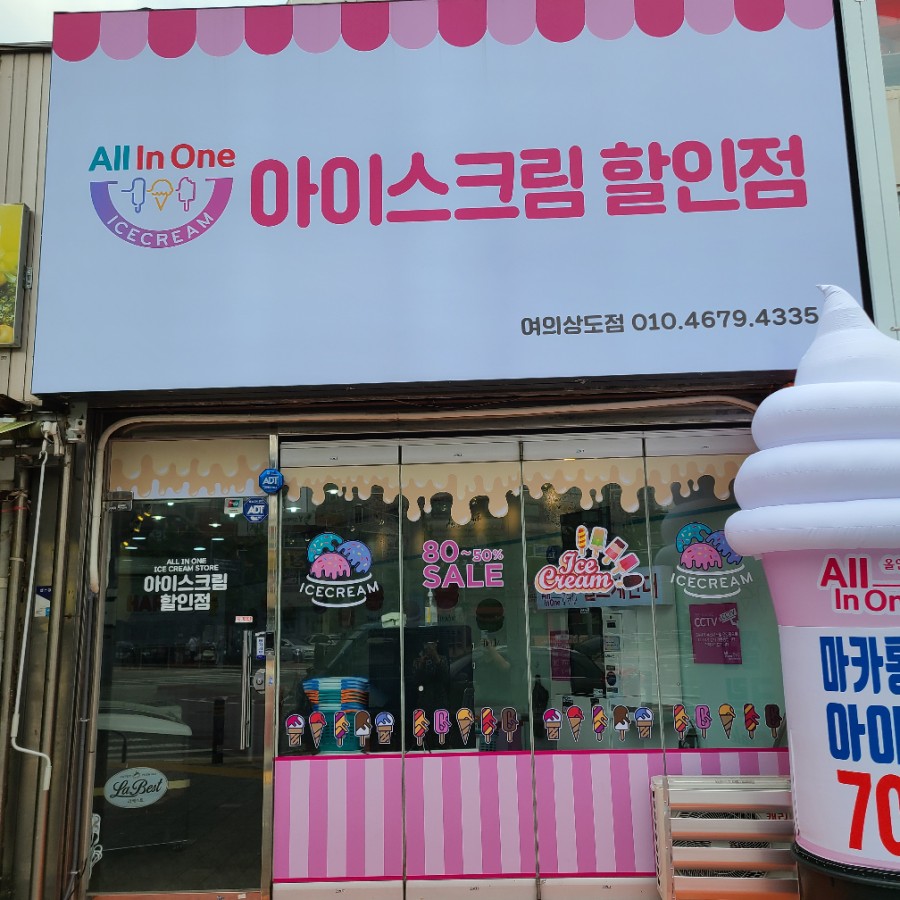 All In One
ICECREAM
아이스크림 할인점
여의상도점 010.4679.4335
ADT
ADT
ALL IN ONE
ICE CREAM STORE
아이스크림
할인점
ICECREAM
80~50%
SALE
Ice
Cream
ICECREAM
CCTV
LaBest
All
In One
마카롱
아이
70